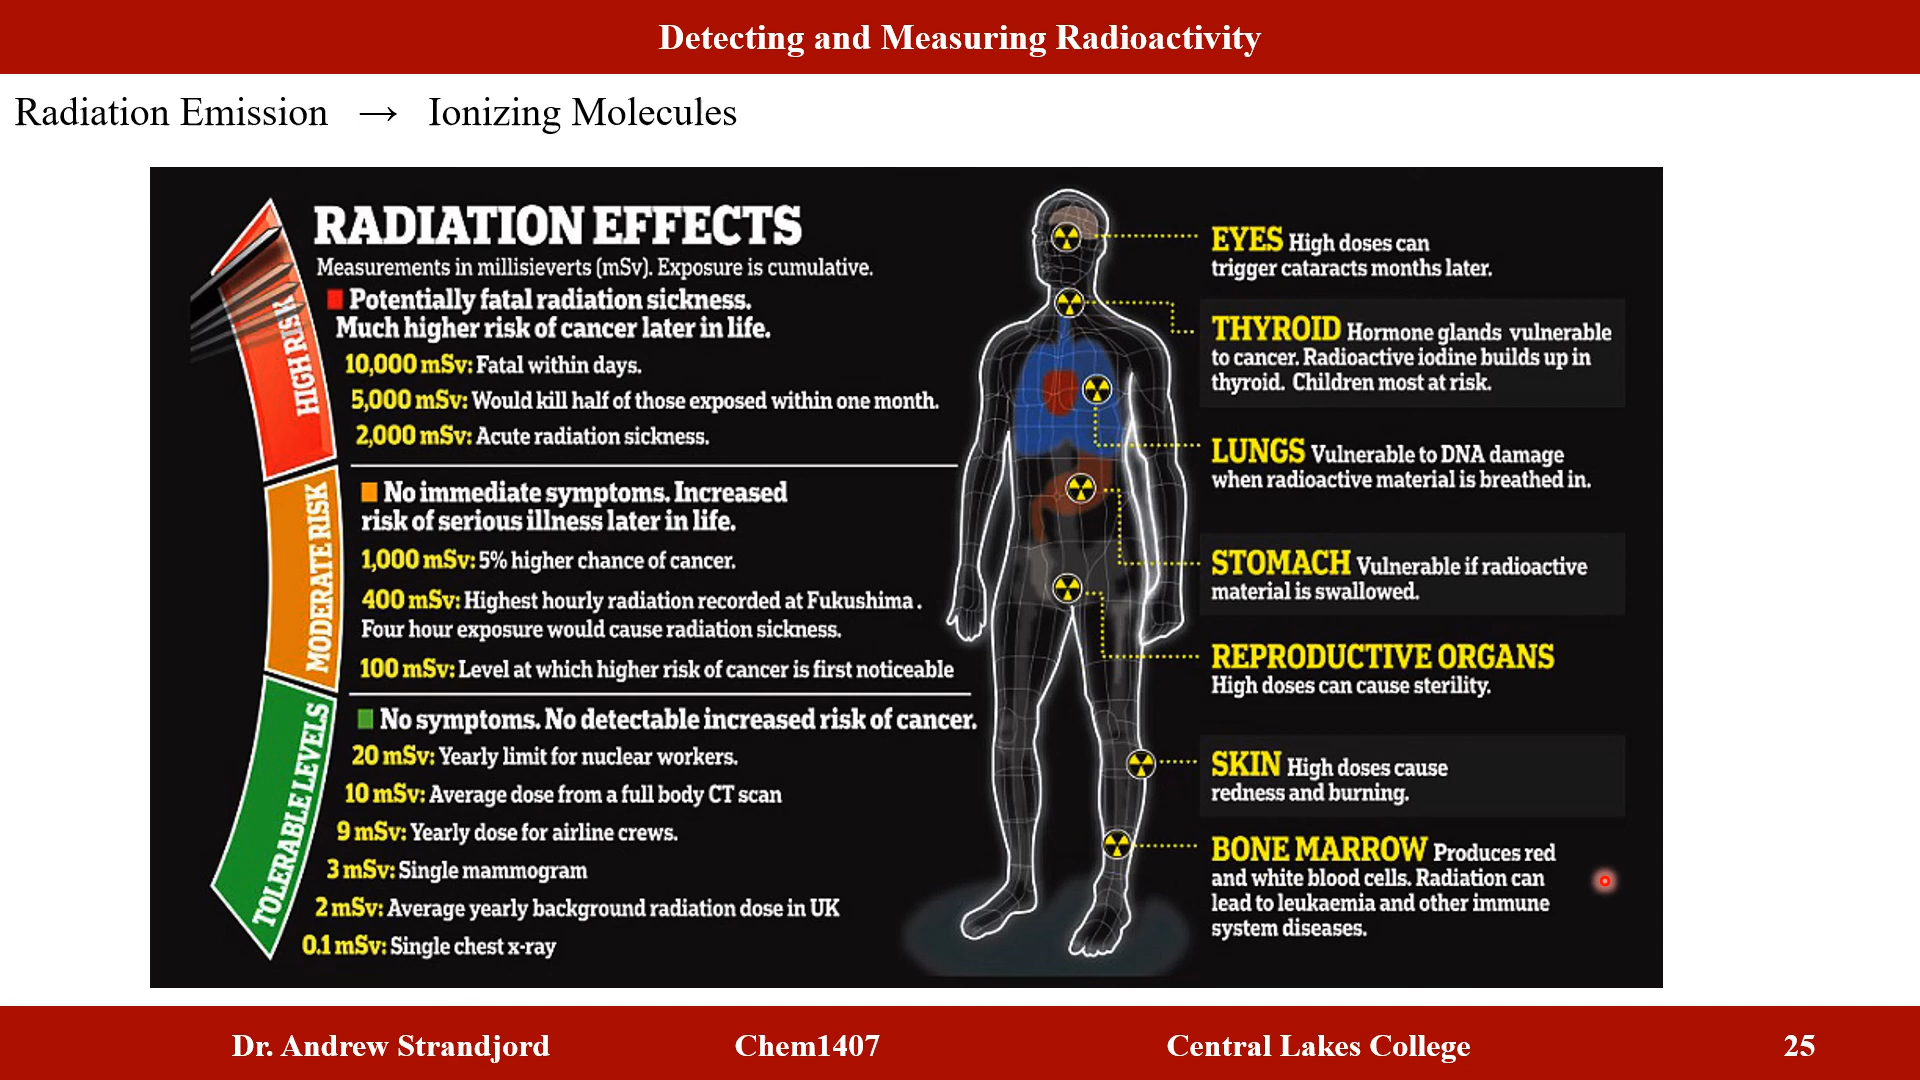 Detecting and Measuring Radioactivity
Radiation Emission → Ionizing Molecules
RADIATION EFFECTS
Measurements in millisieverts (mSv). Exposure is cumulative.
HIGH RISK
Potentially fatal radiation sickness.
Much higher risk of cancer later in life.
10,000 mSv: Fatal within days.
5,000 mSv: Would kill half of those exposed within one month.
2,000 mSv: Acute radiation sickness.
MODERATE RISK
No immediate symptoms. Increased
risk of serious illness later in life.
1,000 mSv: 5% higher chance of cancer.
400 mSv: Highest hourly radiation recorded at Fukushima .
Four hour exposure would cause radiation sickness.
100 mSv: Level at which higher risk of cancer is first noticeable
TOLERABLE LEVELS
No symptoms. No detectable increased risk of cancer.
20 mSv: Yearly limit for nuclear workers.
10 mSv: Average dose from a full body CT scan
9 mSv: Yearly dose for airline crews.
3 mSv: Single mammogram
2 mSv: Average yearly background radiation dose in UK
0.1 mSv: Single chest x-ray
EYES High doses can
trigger cataracts months later.
THYROID Hormone glands vulnerable
to cancer. Radioactive iodine builds up in
thyroid. Children most at risk.
LUNGS Vulnerable to DNA damage
when radioactive material is breathed in.
STOMACH Vulnerable if radioactive
material is swallowed.
REPRODUCTIVE ORGANS
High doses can cause sterility.
SKIN High doses cause
redness and burning.
BONE MARROW Produces red
and white blood cells. Radiation can
lead to leukaemia and other immune
system diseases.
Dr. Andrew Strandjord Chem1407 Central Lakes College 25